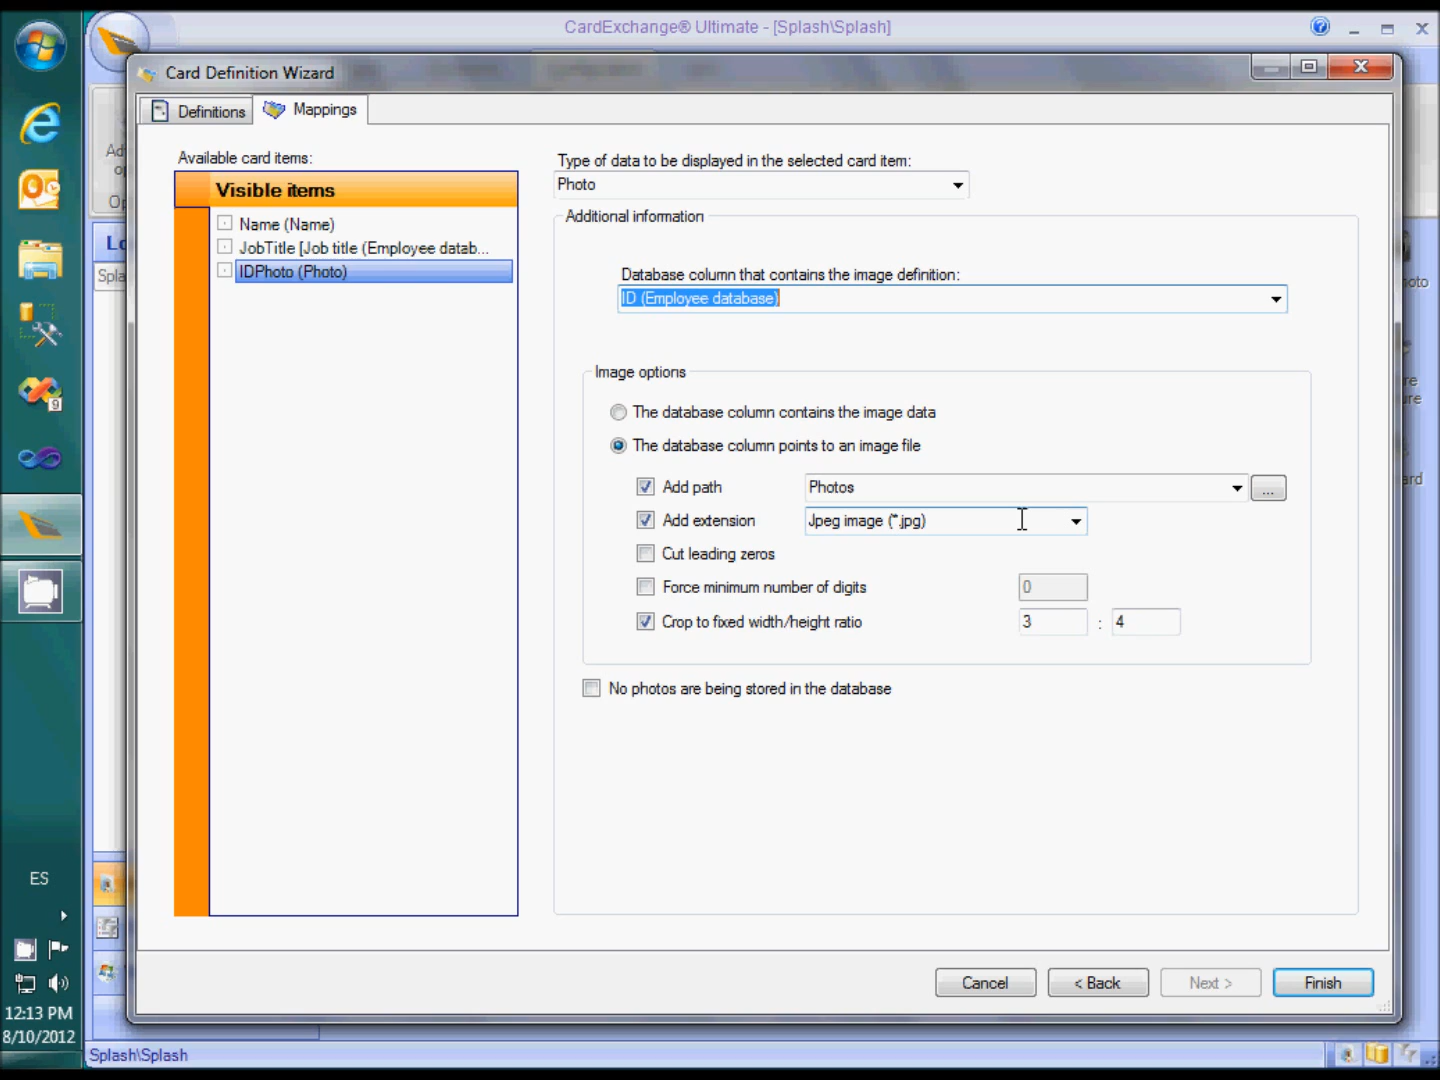 CardExchange® Ultimate - [Splash\Splash]
Card Definition Wizard
Definitions
Mappings
Available card items:
Visible items
Name (Name)
JobTitle [Job title (Employee datab...
IDPhoto (Photo)
Type of data to be displayed in the selected card item:
Photo
Additional information
Database column that contains the image definition:
ID (Employee database)
Image options
The database column contains the image data
The database column points to an image file
Add path
Photos
...
Add extension
Jpeg image (*.jpg)
Cut leading zeros
Force minimum number of digits
0
Crop to fixed width/height ratio
3 : 4
No photos are being stored in the database
Cancel
< Back
Next >
Finish
9
ES
12:13 PM
8/10/2012
Splash\Splash